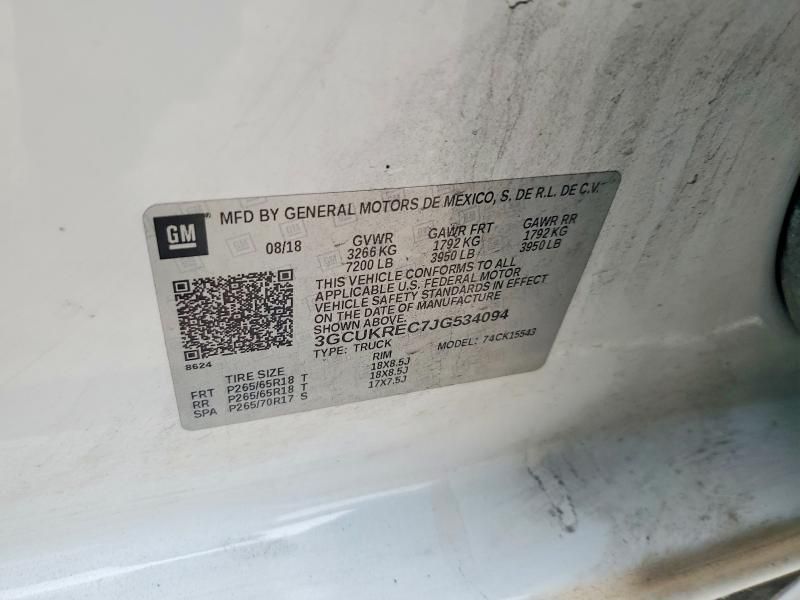 GM
MFD BY GENERAL MOTORS DE MEXICO, S. DE R.L. DE C.V.
08/18 GVWR GAWR FRT GAWR RR
3266 KG 1792 KG 1792 KG
7200 LB 3950 LB 3950 LB
THIS VEHICLE CONFORMS TO ALL
APPLICABLE U.S. FEDERAL MOTOR
VEHICLE SAFETY STANDARDS IN EFFECT
ON THE DATE OF MANUFACTURE
SHOWN ABOVE.
3GCUKREC7JG534094
TYPE: TRUCK MODEL: 74CK15543
8624
TIRE SIZE RIM
FRT P265/65R18 T 18X8.5J
RR P265/65R18 T 18X8.5J
SPA P265/70R17 S 17X7.5J